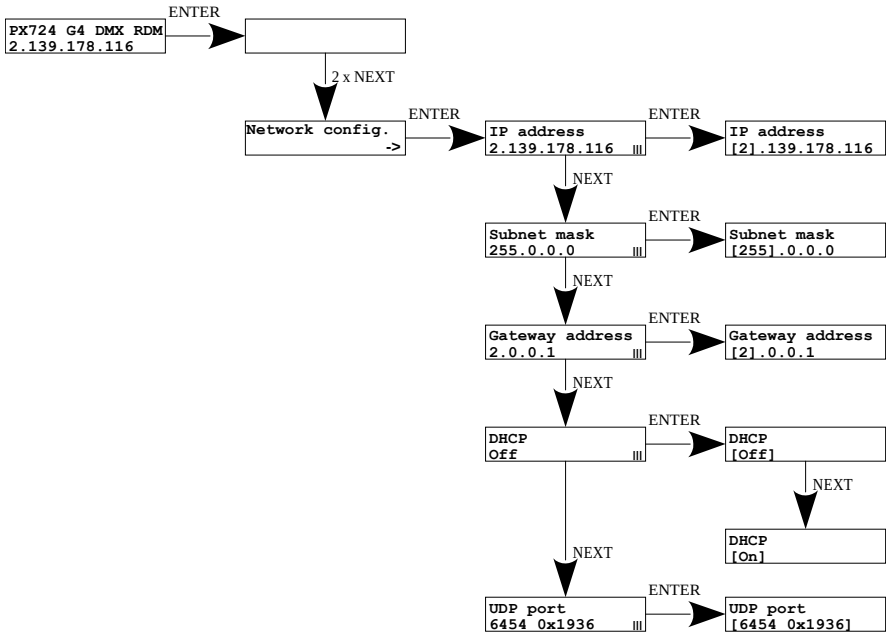 ENTER
PX724 G4 DMX RDM
2.139.178.116
2 x NEXT
Network config.
->
ENTER
IP address
2.139.178.116
ENTER
IP address
[2].139.178.116
NEXT
Subnet mask
255.0.0.0
ENTER
Subnet mask
[255].0.0.0
NEXT
Gateway address
2.0.0.1
ENTER
Gateway address
[2].0.0.1
NEXT
DHCP
Off
ENTER
DHCP
[Off]
NEXT
DHCP
[On]
NEXT
UDP port
6454 0x1936
ENTER
UDP port
[6454 0x1936]